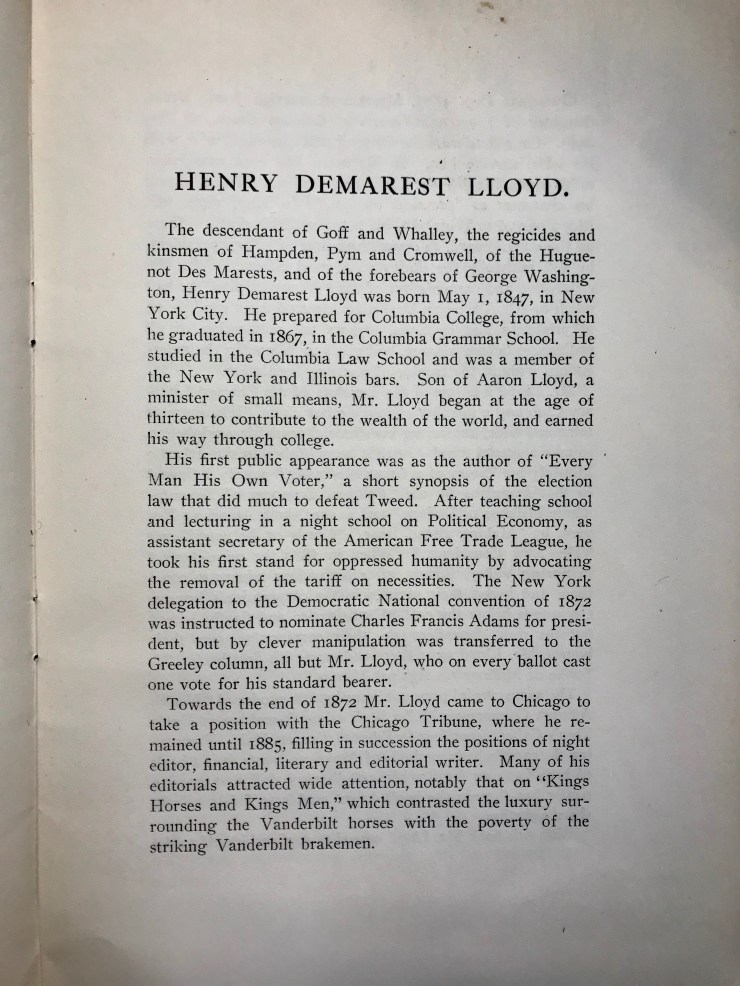 HENRY DEMAREST LLOYD.
The descendant of Goff and Whalley, the regicides and
kinsmen of Hampden, Pym and Cromwell, of the Hugue-
not Des Marests, and of the forebears of George Washing-
ton, Henry Demarest Lloyd was born May 1, 1847, in New
York City. He prepared for Columbia College, from which
he graduated in 1867, in the Columbia Grammar School. He
studied in the Columbia Law School and was a member of
the New York and Illinois bars. Son of Aaron Lloyd, a
minister of small means, Mr. Lloyd began at the age of
thirteen to contribute to the wealth of the world, and earned
his way through college.
His first public appearance was as the author of “Every
Man His Own Voter,” a short synopsis of the election
law that did much to defeat Tweed. After teaching school
and lecturing in a night school on Political Economy, as
assistant secretary of the American Free Trade League, he
took his first stand for oppressed humanity by advocating
the removal of the tariff on necessities. The New York
delegation to the Democratic National convention of 1872
was instructed to nominate Charles Francis Adams for presi-
dent, but by clever manipulation was transferred to the
Greeley column, all but Mr. Lloyd, who on every ballot cast
one vote for his standard bearer.
Towards the end of 1872 Mr. Lloyd came to Chicago to
take a position with the Chicago Tribune, where he re-
mained until 1885, filling in succession the positions of night
editor, financial, literary and editorial writer. Many of his
editorials attracted wide attention, notably that on “Kings
Horses and Kings Men,” which contrasted the luxury sur-
rounding the Vanderbilt horses with the poverty of the
striking Vanderbilt brakemen.